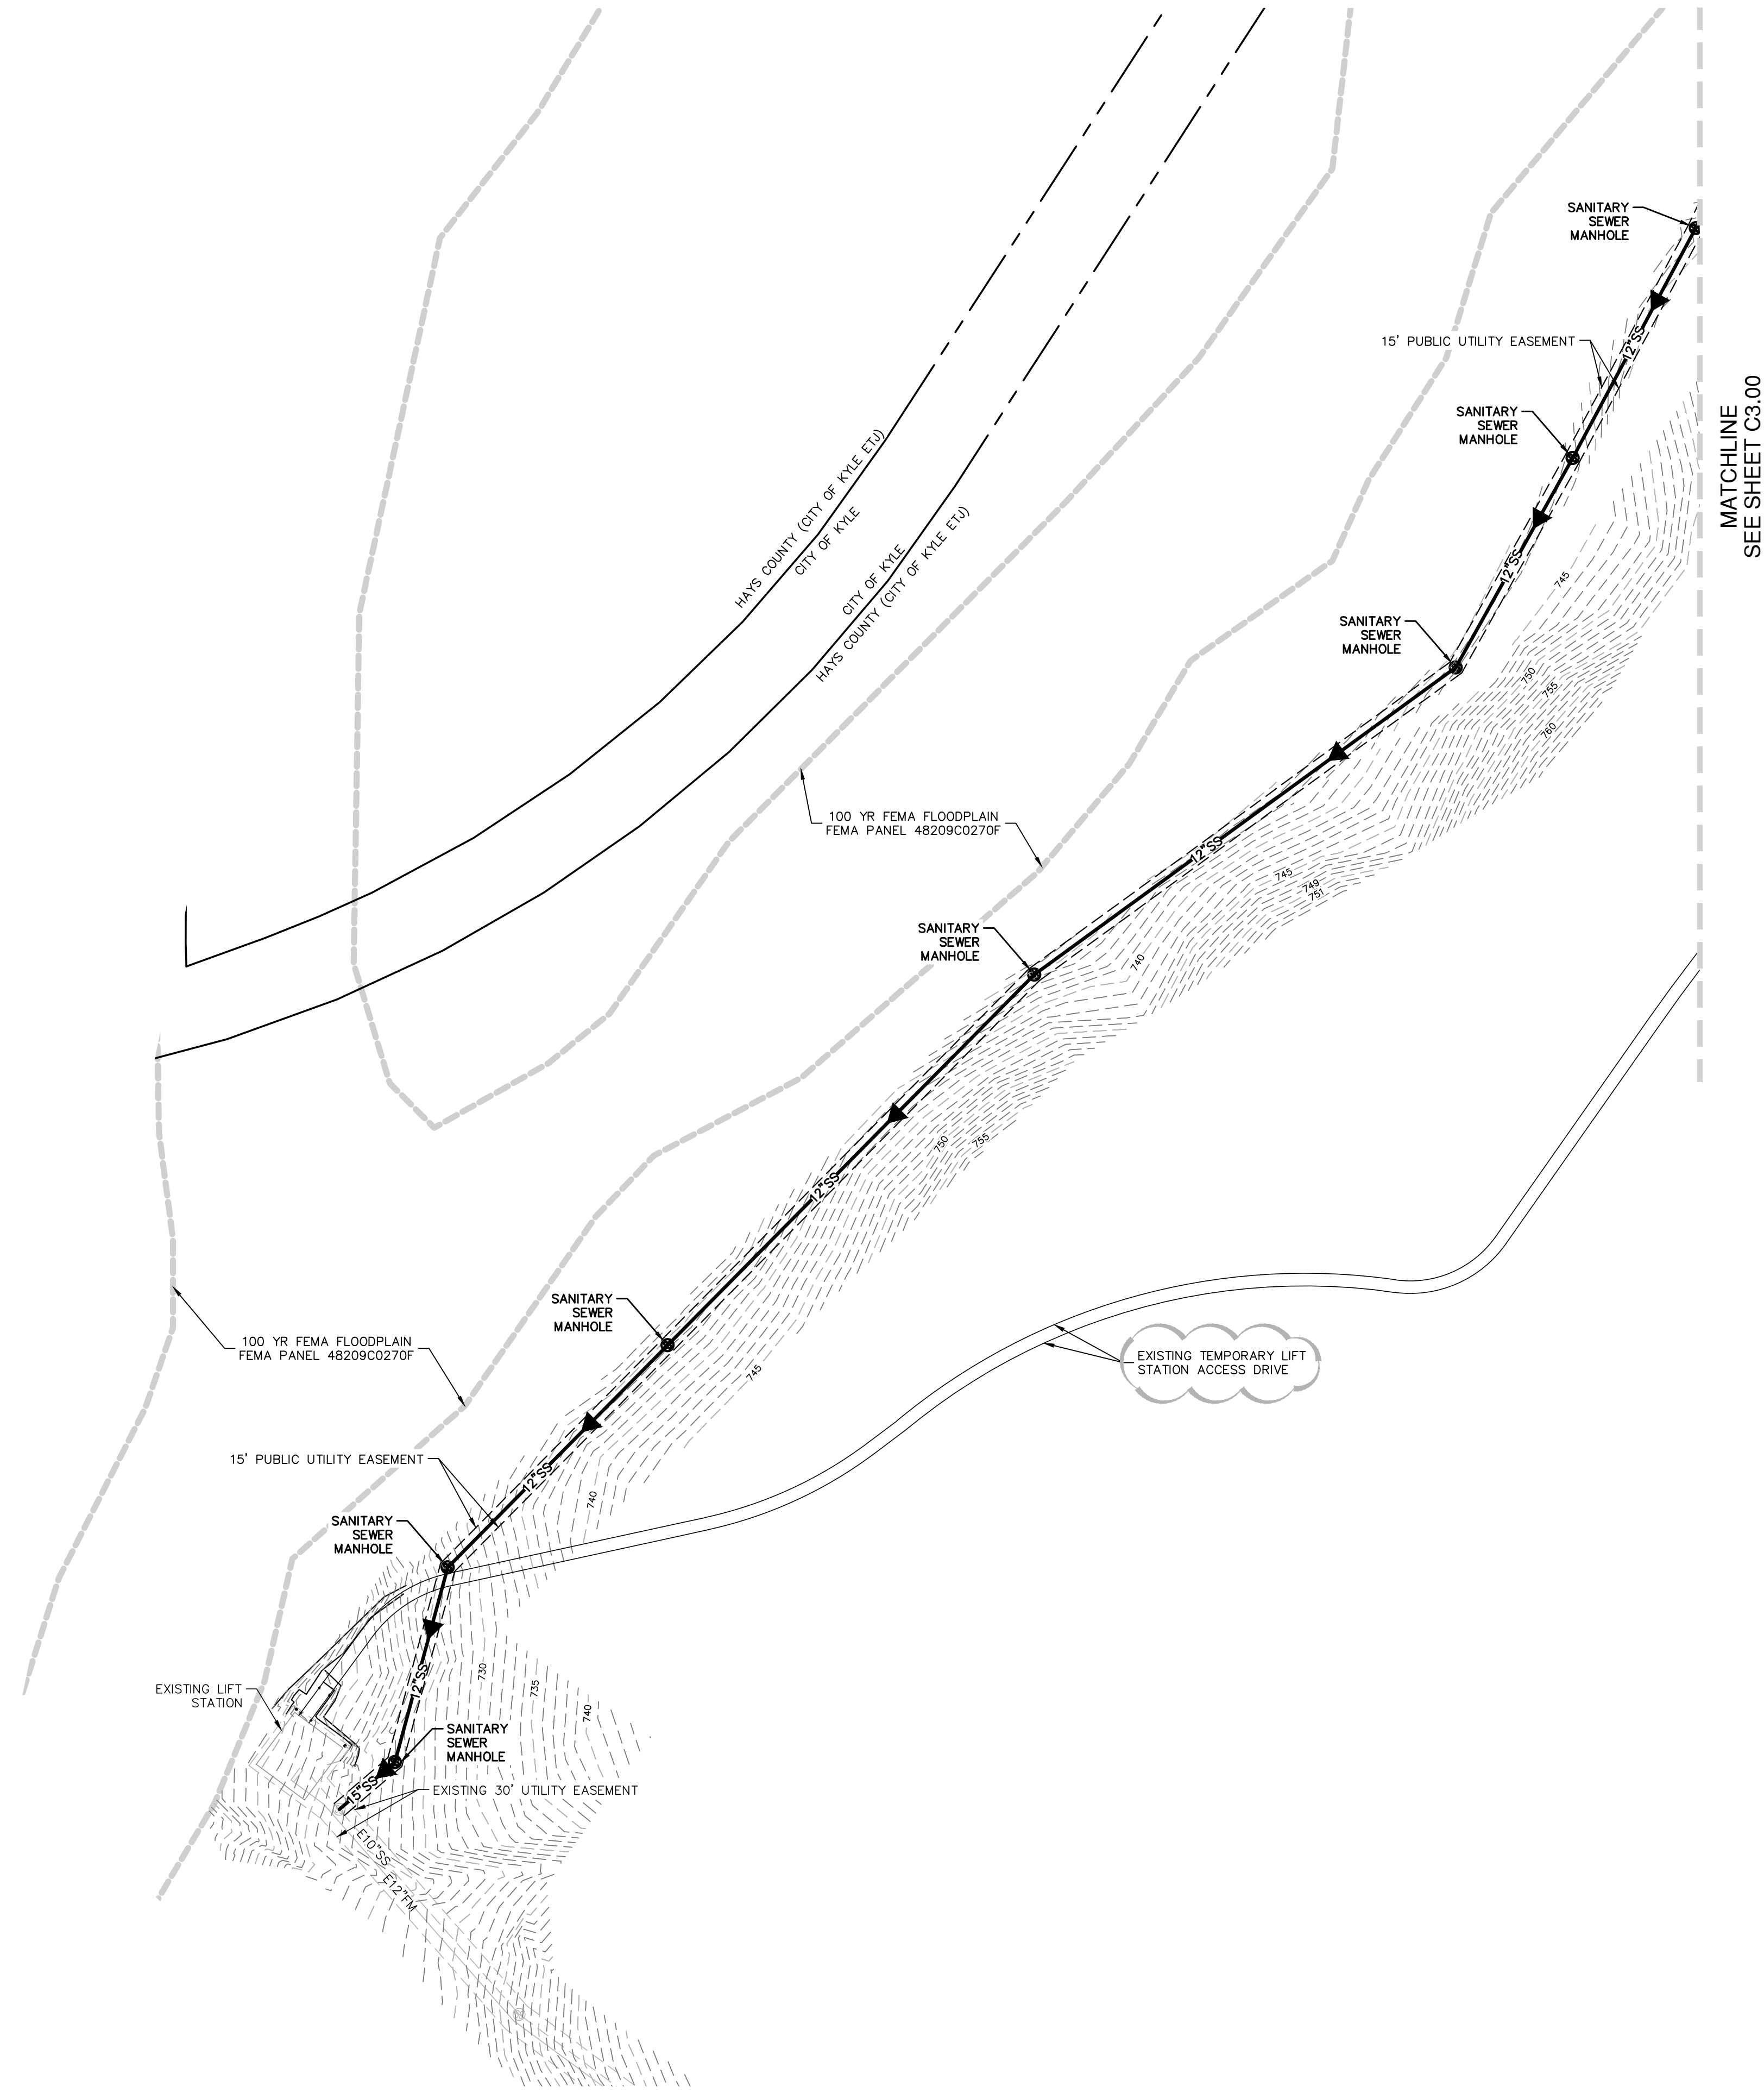 SANITARY
SEWER
MANHOLE
12"SS
15' PUBLIC UTILITY EASEMENT
MATCHLINE
SEE SHEET C3.00
SANITARY
SEWER
MANHOLE
HAYS COUNTY (CITY OF KYLE ETJ)
CITY OF KYLE
CITY OF KYLE
HAYS COUNTY (CITY OF KYLE ETJ)
12"SS
745
SANITARY
SEWER
MANHOLE
750
755
760
100 YR FEMA FLOODPLAIN
FEMA PANEL 48209C0270F
12"SS
745
749
751
SANITARY
SEWER
MANHOLE
740
750
755
12"SS
SANITARY
SEWER
MANHOLE
100 YR FEMA FLOODPLAIN
FEMA PANEL 48209C0270F
745
EXISTING TEMPORARY LIFT
STATION ACCESS DRIVE
15' PUBLIC UTILITY EASEMENT
12"SS
740
SANITARY
SEWER
MANHOLE
12"SS
730
735
740
EXISTING LIFT
STATION
SANITARY
SEWER
MANHOLE
15"SS
EXISTING 30' UTILITY EASEMENT
E10"SS
E12"FM